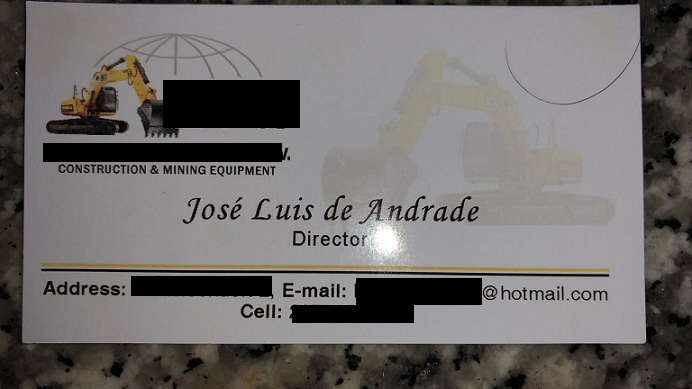 CONSTRUCTION & MINING EQUIPMENT
José Luis de Andrade
Director
Address: , E-mail: @hotmail.com
Cell: